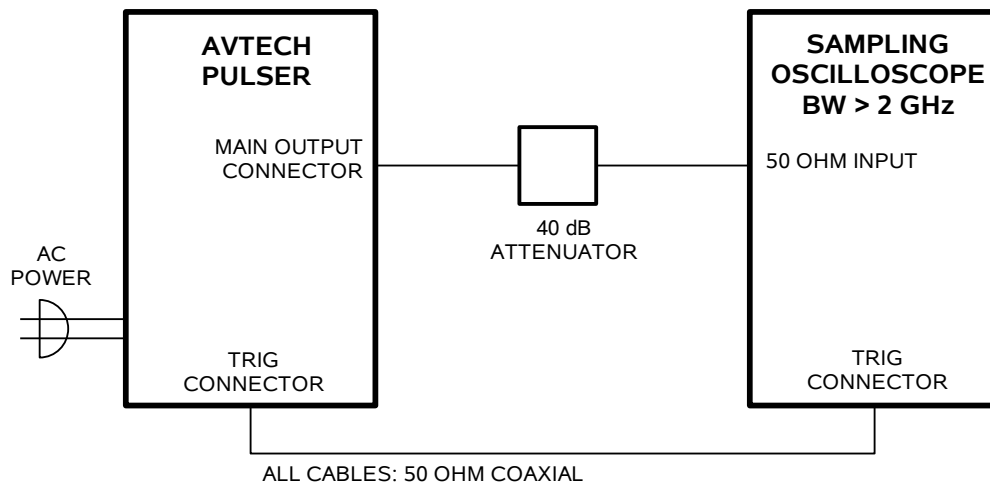 AVTECH
PULSER
MAIN OUTPUT
CONNECTOR
AC
POWER
TRIG
CONNECTOR
40 dB
ATTENUATOR
SAMPLING
OSCILLOSCOPE
BW > 2 GHz
50 OHM INPUT
TRIG
CONNECTOR
ALL CABLES: 50 OHM COAXIAL